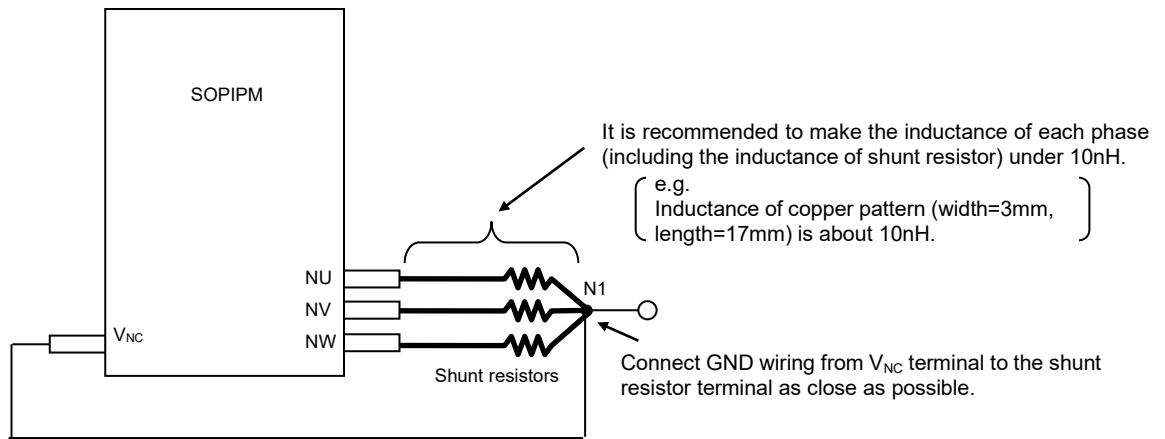 SOPIPM
It is recommended to make the inductance of each phase
(including the inductance of shunt resistor) under 10nH.
e.g.
Inductance of copper pattern (width=3mm,
length=17mm) is about 10nH.
NU
N1
NV
VNC
NW
Shunt resistors
Connect GND wiring from VNC terminal to the shunt
resistor terminal as close as possible.